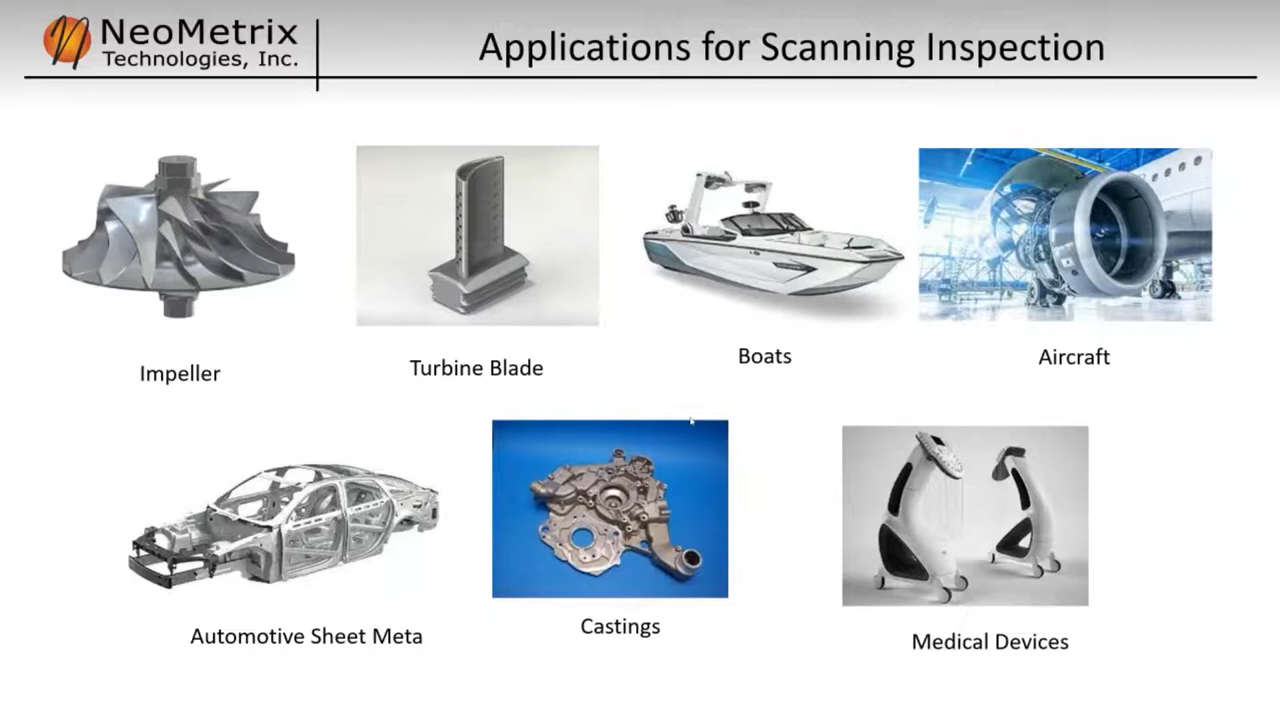 NeoMetrix
Technologies, Inc.
Applications for Scanning Inspection
Impeller
Turbine Blade
Boats
Aircraft
Automotive Sheet Meta
Castings
Medical Devices